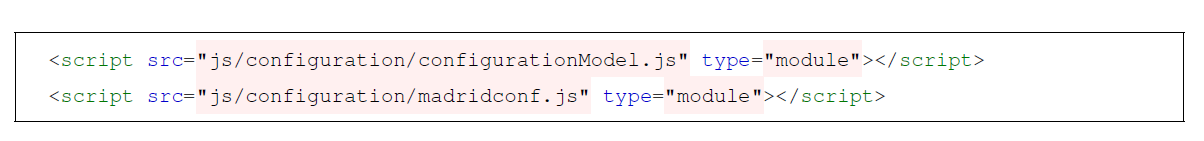 <script src="js/configuration/configurationModel.js" type="module"></script>
<script src="js/configuration/madridconf.js" type="module"></script>